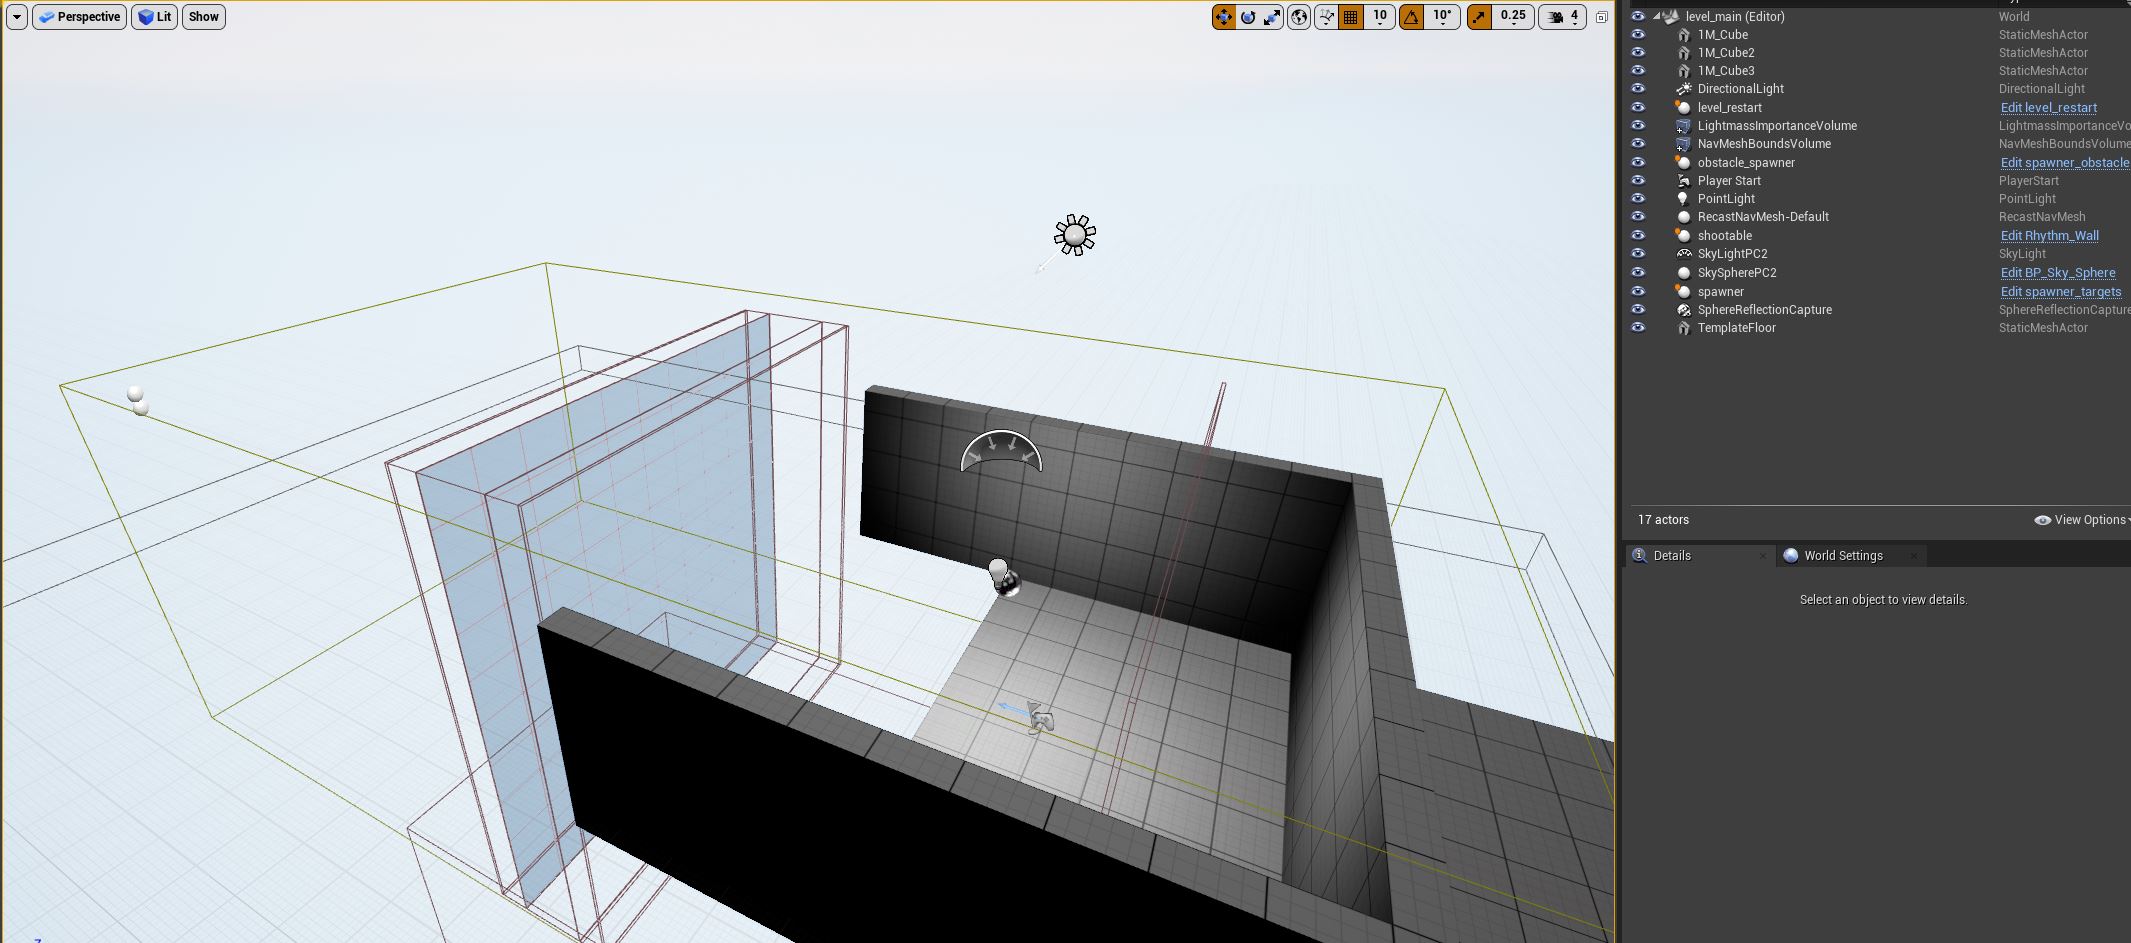 Perspective Lit Show 10 10° 0.25 4
level_main (Editor) World
1M_Cube StaticMeshActor
1M_Cube2 StaticMeshActor
1M_Cube3 StaticMeshActor
DirectionalLight DirectionalLight
level_restart Edit level_restart
LightmassImportanceVolume LightmassImportanceVo
NavMeshBoundsVolume NavMeshBoundsVolume
obstacle_spawner Edit spawner_obstacle
Player Start PlayerStart
PointLight PointLight
RecastNavMesh-Default RecastNavMesh
shootable Edit Rhythm_Wall
SkyLightPC2 SkyLight
SkySpherePC2 Edit BP_Sky_Sphere
spawner Edit spawner_targets
SphereReflectionCapture SphereReflectionCapture
TemplateFloor StaticMeshActor
17 actors View Options
Details World Settings
Select an object to view details.